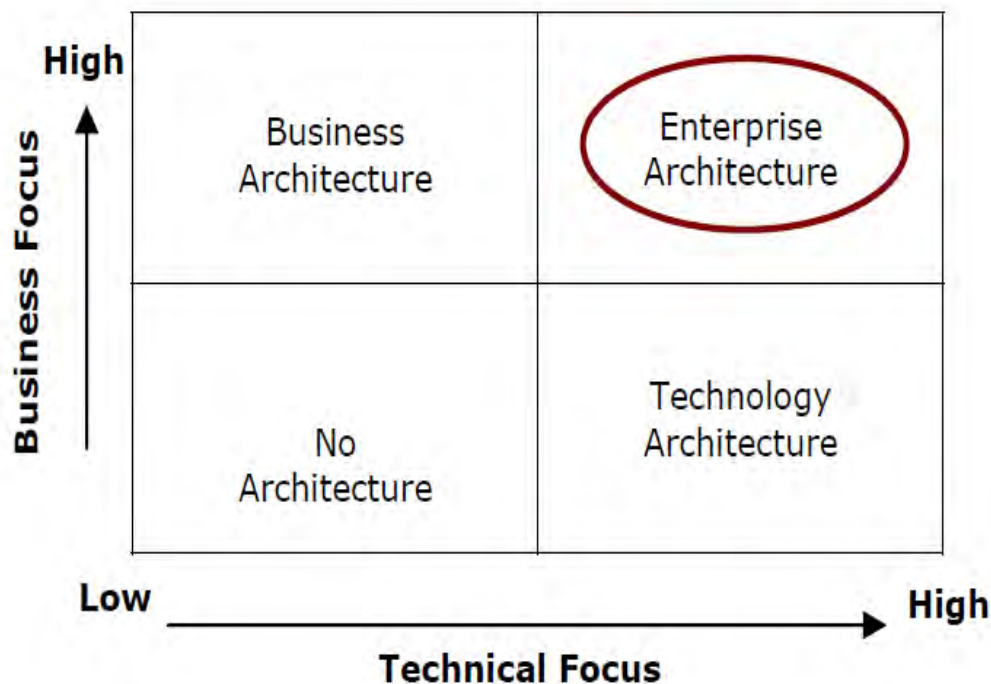 High
Business Focus
Business
Architecture
Enterprise
Architecture
No
Architecture
Technology
Architecture
Low
High
Technical Focus